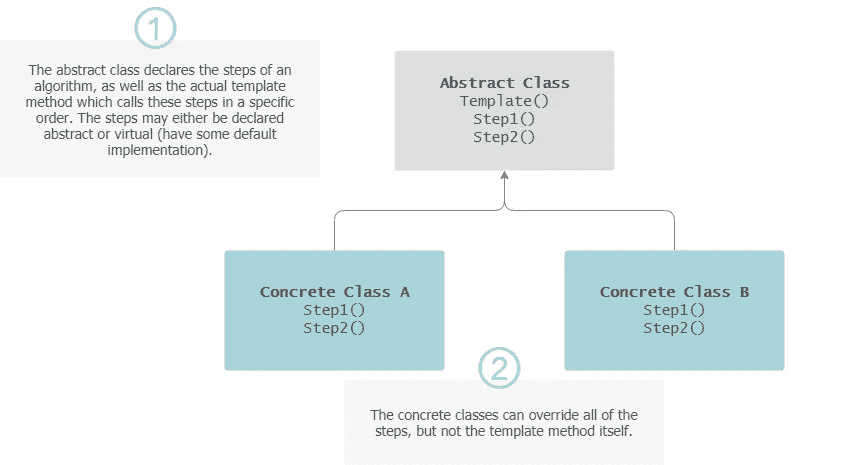 1
The abstract class declares the steps of an
algorithm, as well as the actual template
method which calls these steps in a specific
order. The steps may either be declared
abstract or virtual (have some default
implementation).
Abstract Class
Template()
Step1()
Step2()
Concrete Class A
Step1()
Step2()
Concrete Class B
Step1()
Step2()
2
The concrete classes can override all of the
steps, but not the template method itself.